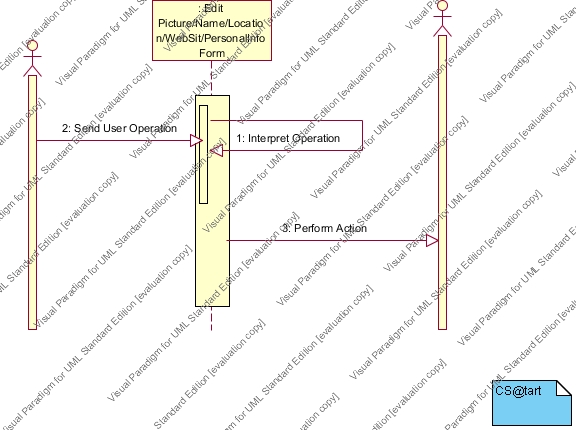 : Edit
Picture/Name/Locatio
n/WebSit/PersonalInfo
Form
2: Send User Operation
1: Interpret Operation
3: Perform Action
CS@tart
Visual Paradigm for UML Standard Edition [evaluation copy]